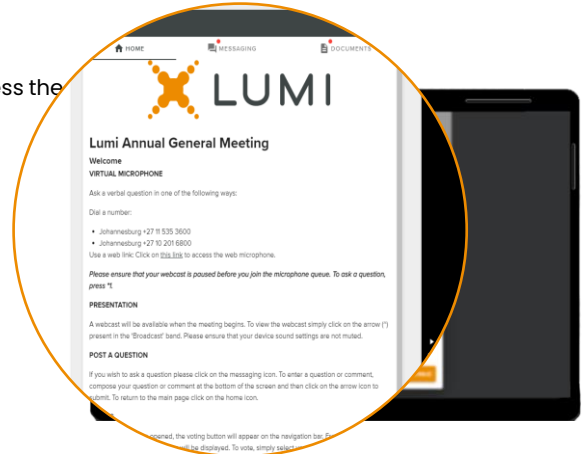 ess the
HOME MESSAGING DOCUMENTS
LUMI
Lumi Annual General Meeting
Welcome
VIRTUAL MICROPHONE
Ask a verbal question in one of the following ways:
Dial a number:
• Johannesburg +27 11 535 3600
• Johannesburg +27 10 201 6800
Use a web link: Click on this link to access the web microphone.
Please ensure that your webcast is paused before you join the microphone queue. To ask a question,
press *1.
PRESENTATION
A webcast will be available when the meeting begins. To view the webcast simply click on the arrow (^)
present in the 'Broadcast' band. Please ensure that your device sound settings are not muted.
POST A QUESTION
If you wish to ask a question please click on the messaging icon. To enter a question or comment,
compose your question or comment at the bottom of the screen and then click on the arrow icon to
submit. To return to the main page click on the home icon.
opened, the voting button will appear on the navigation bar.
will be displayed. To vote, simply select